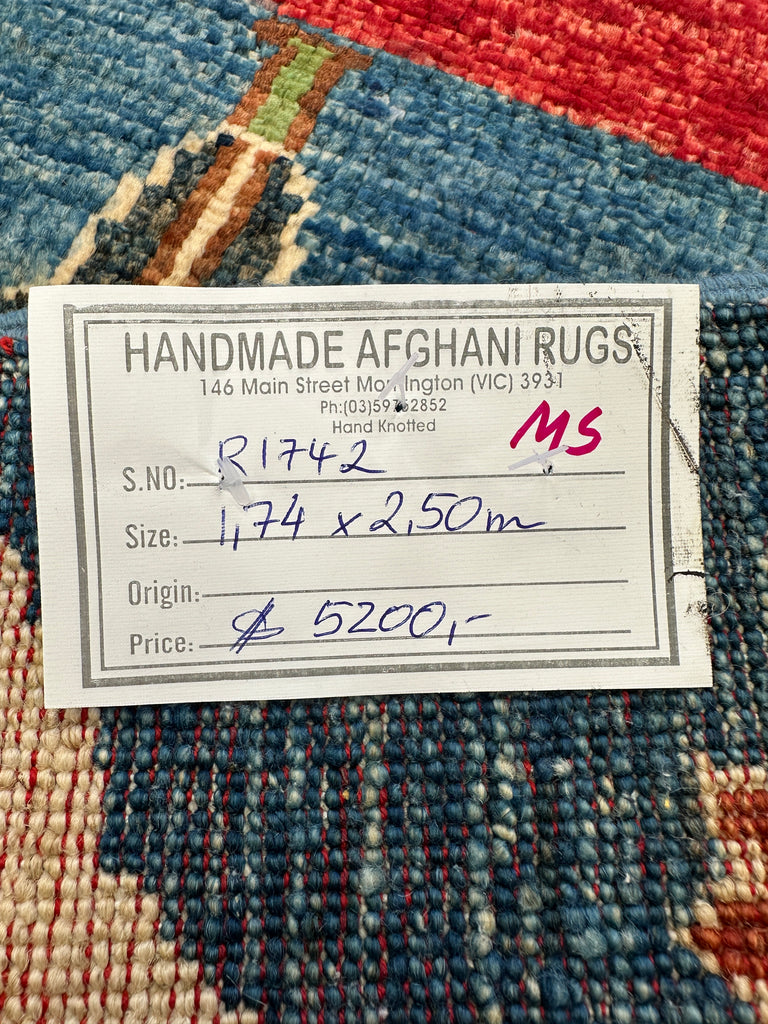 HANDMADE AFGHANI RUGS
146 Main Street Mornington (VIC) 3931
Ph:(03)59762852
Hand Knotted
MS
S.NO: R1742
Size: 1,74 x 2,50m
Origin:
Price: $ 5200,-